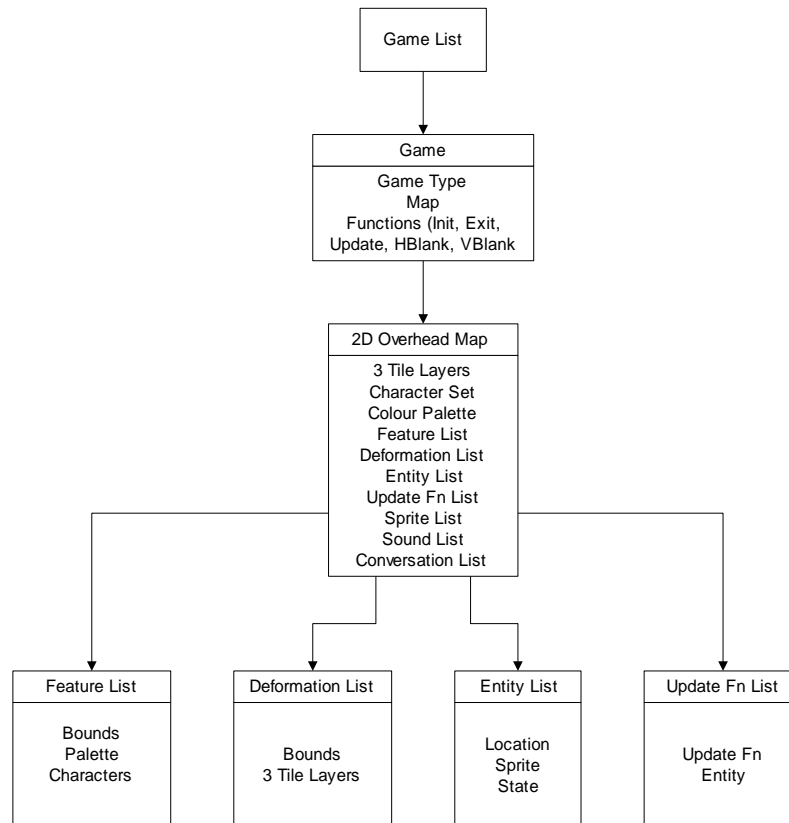 Game List
Game
Game Type
Map
Functions (Init, Exit,
Update, HBlank, VBlank
2D Overhead Map
3 Tile Layers
Character Set
Colour Palette
Feature List
Deformation List
Entity List
Update Fn List
Sprite List
Sound List
Conversation List
Feature List
Bounds
Palette
Characters
Deformation List
Bounds
3 Tile Layers
Entity List
Location
Sprite
State
Update Fn List
Update Fn
Entity